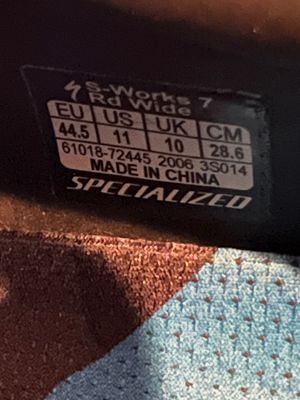 S-Works 7
Rd Wide
EU US UK CM
44.5 11 10 28.6
61018-72445 2006 3S014
MADE IN CHINA
SPECIALIZED